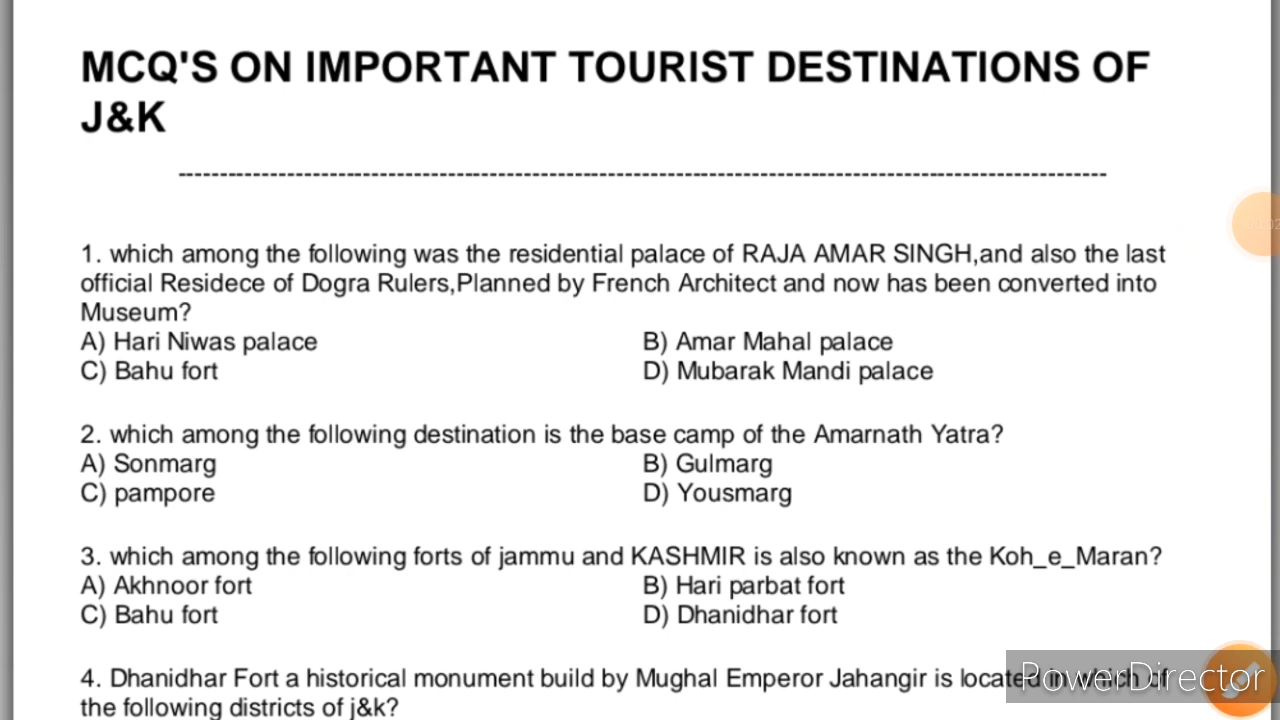 MCQ'S ON IMPORTANT TOURIST DESTINATIONS OF
J&K
1. which among the following was the residential palace of RAJA AMAR SINGH,and also the last
official Residece of Dogra Rulers,Planned by French Architect and now has been converted into
Museum?
A) Hari Niwas palace B) Amar Mahal palace
C) Bahu fort D) Mubarak Mandi palace
2. which among the following destination is the base camp of the Amarnath Yatra?
A) Sonmarg B) Gulmarg
C) pampore D) Yousmarg
3. which among the following forts of jammu and KASHMIR is also known as the Koh_e_Maran?
A) Akhnoor fort B) Hari parbat fort
C) Bahu fort D) Dhanidhar fort
4. Dhanidhar Fort a historical monument build by Mughal Emperor Jahangir is located in which of
the following districts of j&k?
PowerDirector